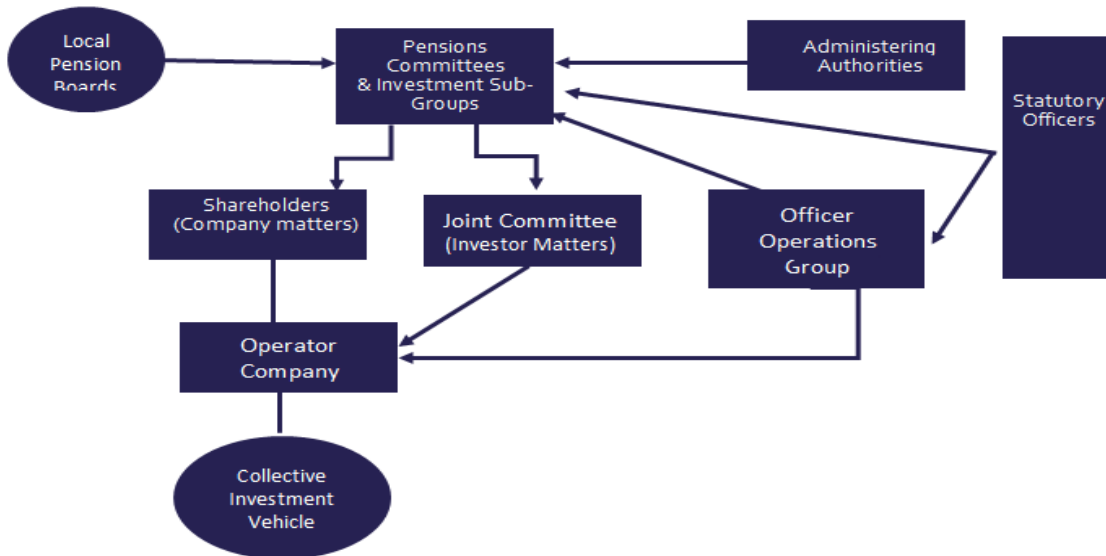 Local
Pension
Boards
Pensions
Committees
& Investment Sub-
Groups
Administering
Authorities
Statutory
Officers
Shareholders
(Company matters)
Joint Committee
(Investor Matters)
Officer
Operations
Group
Operator
Company
Collective
Investment
Vehicle